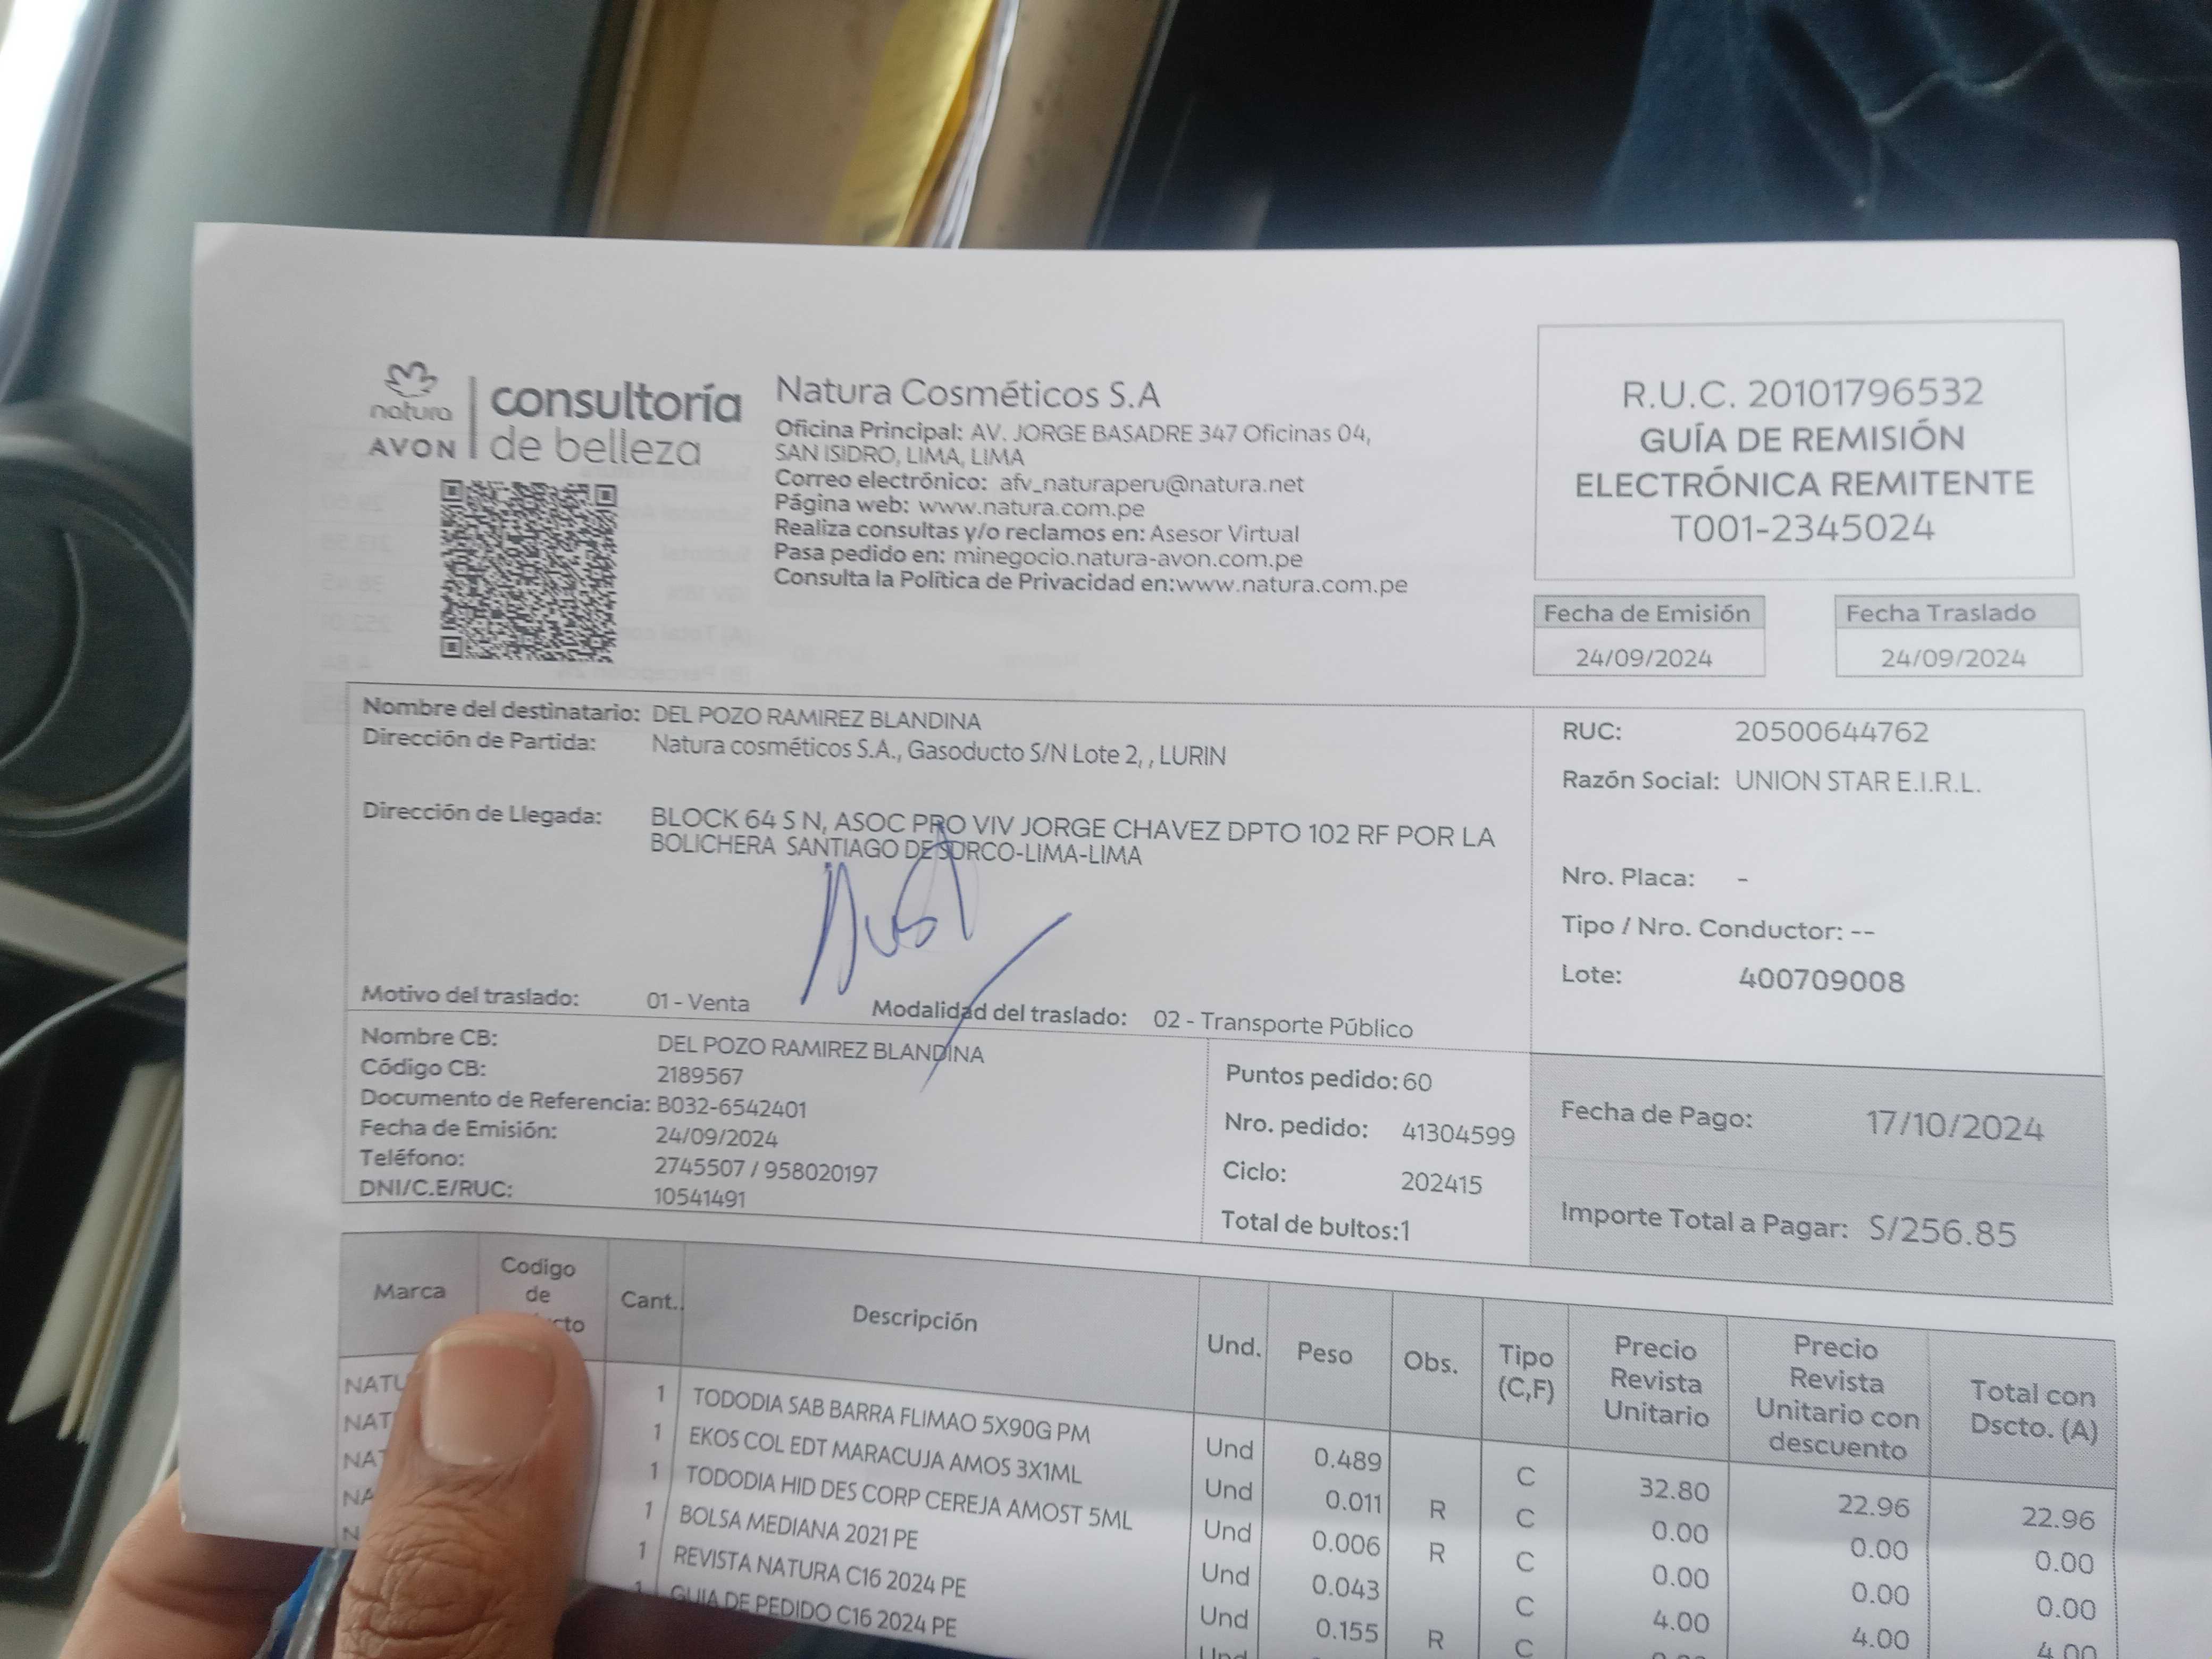 natura
AVON
consultoría
de belleza
Natura Cosméticos S.A
Oficina Principal: AV. JORGE BASADRE 347 Oficinas 04,
SAN ISIDRO, LIMA, LIMA
Correo electrónico: afv_naturaperu@natura.net
Página web: www.natura.com.pe
Realiza consultas y/o reclamos en: Asesor Virtual
Pasa pedido en: minegocio.natura-avon.com.pe
Consulta la Política de Privacidad en:www.natura.com.pe
R.U.C. 20101796532
GUÍA DE REMISIÓN
ELECTRÓNICA REMITENTE
T001-2345024
Fecha de Emisión
24/09/2024
Fecha Traslado
24/09/2024
Nombre del destinatario: DEL POZO RAMIREZ BLANDINA
Dirección de Partida: Natura cosméticos S.A., Gasoducto S/N Lote 2, , LURIN
Dirección de Llegada: BLOCK 64 S N, ASOC PRO VIV JORGE CHAVEZ DPTO 102 RF POR LA
BOLICHERA SANTIAGO DE SURCO-LIMA-LIMA
Motivo del traslado: 01 - Venta Modalidad del traslado: 02 - Transporte Público
RUC: 20500644762
Razón Social: UNION STAR E.I.R.L.
Nro. Placa: -
Tipo / Nro. Conductor: --
Lote: 400709008
Nombre CB: DEL POZO RAMIREZ BLANDINA
Código CB: 2189567
Documento de Referencia: B032-6542401
Fecha de Emisión: 24/09/2024
Teléfono: 2745507 / 958020197
DNI/C.E/RUC: 10541491
Puntos pedido: 60
Nro. pedido: 41304599
Ciclo: 202415
Total de bultos:1
Fecha de Pago: 17/10/2024
Importe Total a Pagar: S/256.85
Marca Codigo de Cant. Descripción Und. Peso Obs. Tipo (C,F) Precio Revista Unitario Precio Revista Unitario con descuento Total con Dscto. (A)
1 TODODIA SAB BARRA FLIMAO 5X90G PM Und 0.489 C 32.80 22.96 22.96
1 EKOS COL EDT MARACUJA AMOS 3X1ML Und 0.011 R C 0.00 0.00 0.00
1 TODODIA HID DES CORP CEREJA AMOST 5ML Und 0.006 R C 0.00 0.00 0.00
1 BOLSA MEDIANA 2021 PE Und 0.043 C 4.00 4.00 4.00
1 REVISTA NATURA C16 2024 PE Und 0.155 R C
1 GUIA DE PEDIDO C16 2024 PE Und